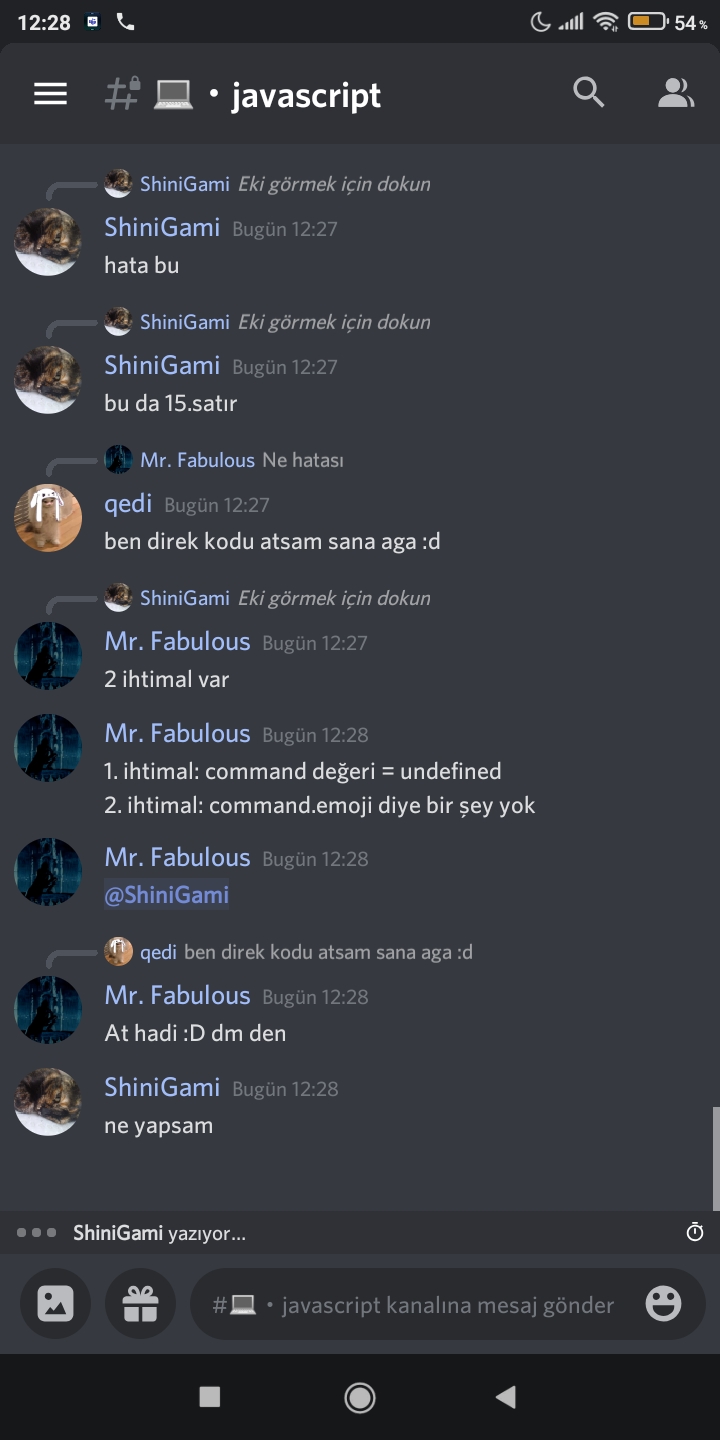 12:28 54%
# 💻 • javascript
ShiniGami Eki görmek için dokun
ShiniGami Bugün 12:27
hata bu
ShiniGami Eki görmek için dokun
ShiniGami Bugün 12:27
bu da 15.satır
Mr. Fabulous Ne hatası
qedi Bugün 12:27
ben direk kodu atsam sana aga :d
ShiniGami Eki görmek için dokun
Mr. Fabulous Bugün 12:27
2 ihtimal var
Mr. Fabulous Bugün 12:28
1. ihtimal: command değeri = undefined
2. ihtimal: command.emoji diye bir şey yok
Mr. Fabulous Bugün 12:28
@ShiniGami
qedi ben direk kodu atsam sana aga :d
Mr. Fabulous Bugün 12:28
At hadi :D dm den
ShiniGami Bugün 12:28
ne yapsam
ShiniGami yazıyor...
#💻 • javascript kanalına mesaj gönder